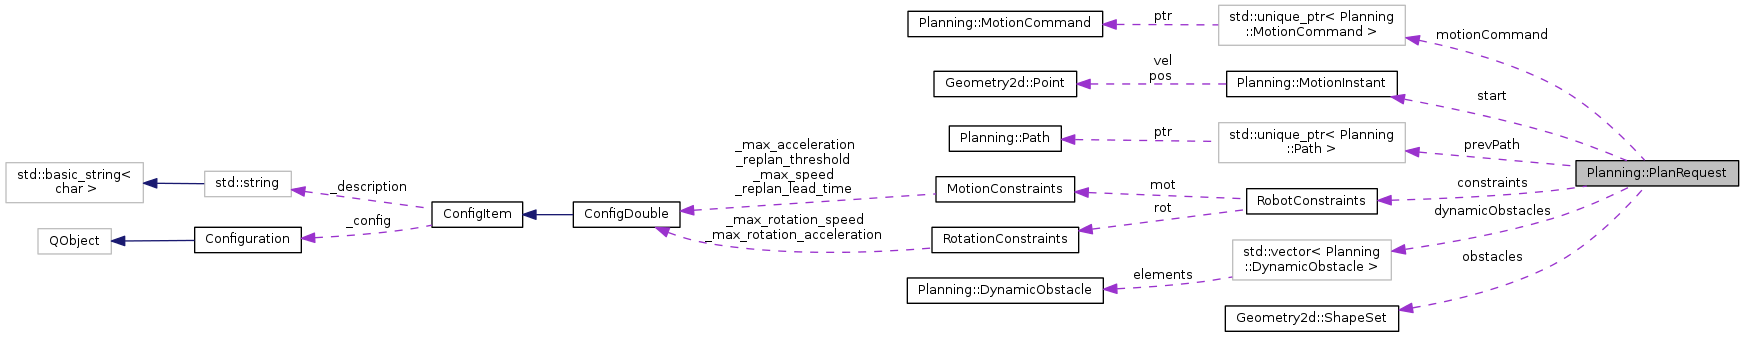 Planning::MotionCommand
ptr
std::unique_ptr< Planning
::MotionCommand >
motionCommand
Geometry2d::Point
vel
pos
Planning::MotionInstant
start
Planning::Path
ptr
std::unique_ptr< Planning
::Path >
prevPath
Planning::PlanRequest
std::basic_string<
char >
std::string
_description
_config
QObject
Configuration
ConfigItem
ConfigDouble
_max_acceleration
_replan_threshold
_max_speed
_replan_lead_time
_max_rotation_speed
_max_rotation_acceleration
MotionConstraints
RotationConstraints
mot
rot
RobotConstraints
constraints
dynamicObstacles
Planning::DynamicObstacle
elements
std::vector< Planning
::DynamicObstacle >
obstacles
Geometry2d::ShapeSet